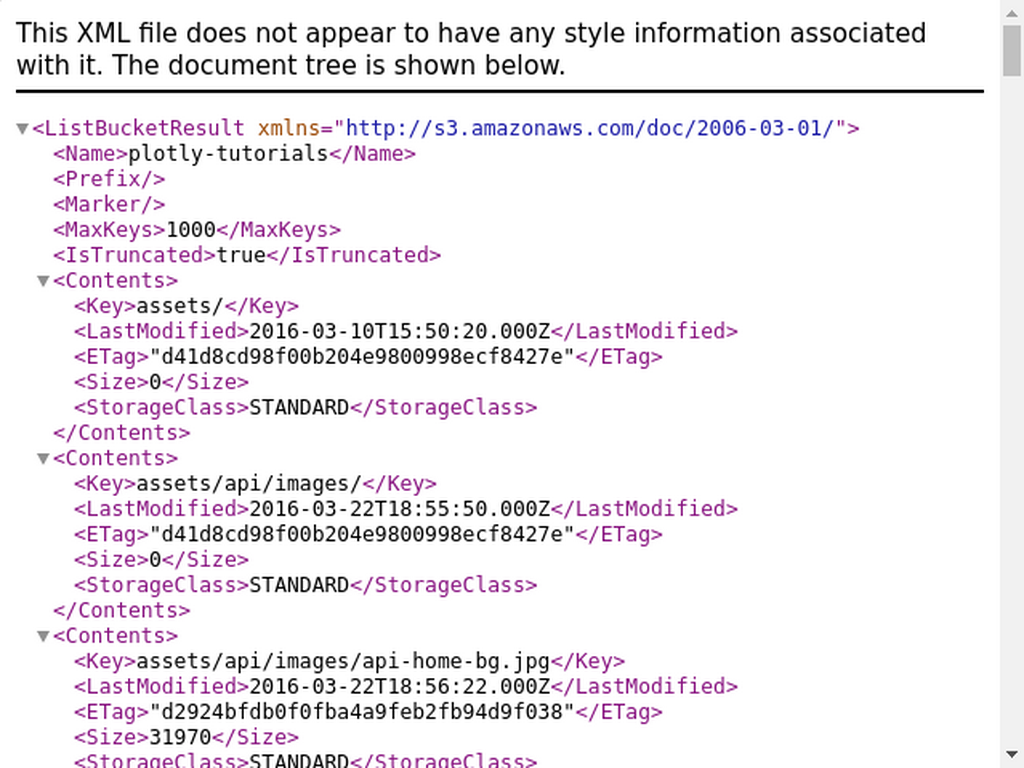 This XML file does not appear to have any style information associated
with it. The document tree is shown below.
<ListBucketResult xmlns="http://s3.amazonaws.com/doc/2006-03-01/">
<Name>plotly-tutorials</Name>
<Prefix/>
<Marker/>
<MaxKeys>1000</MaxKeys>
<IsTruncated>true</IsTruncated>
<Contents>
<Key>assets/</Key>
<LastModified>2016-03-10T15:50:20.000Z</LastModified>
<ETag>"d41d8cd98f00b204e9800998ecf8427e"</ETag>
<Size>0</Size>
<StorageClass>STANDARD</StorageClass>
</Contents>
<Contents>
<Key>assets/api/images/</Key>
<LastModified>2016-03-22T18:55:50.000Z</LastModified>
<ETag>"d41d8cd98f00b204e9800998ecf8427e"</ETag>
<Size>0</Size>
<StorageClass>STANDARD</StorageClass>
</Contents>
<Contents>
<Key>assets/api/images/api-home-bg.jpg</Key>
<LastModified>2016-03-22T18:56:22.000Z</LastModified>
<ETag>"d2924bfdb0f0fba4a9feb2fb94d9f038"</ETag>
<Size>31970</Size>
<StorageClass>STANDARD</StorageClass>